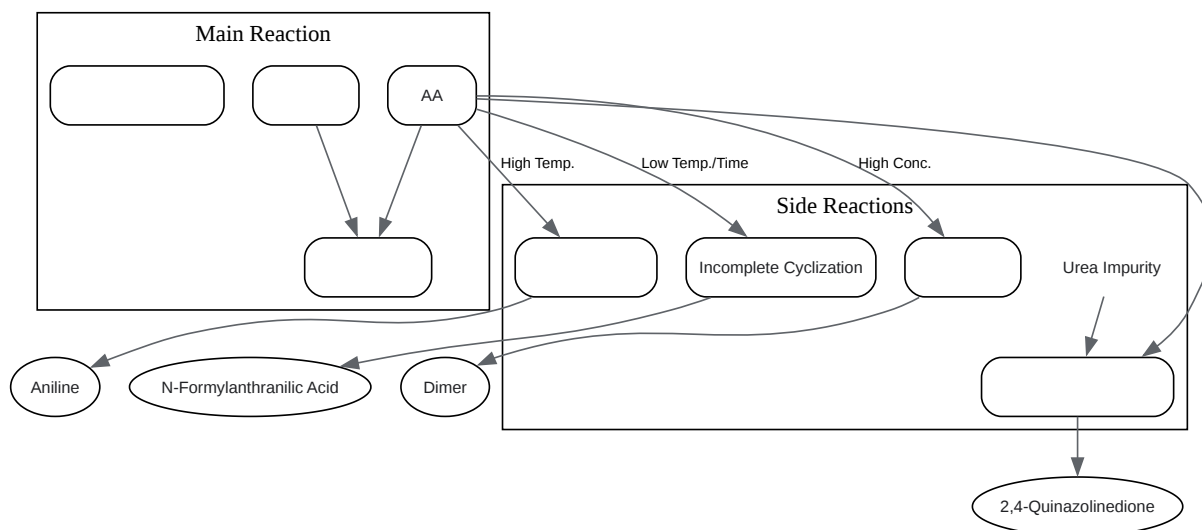 Main Reaction
AA
High Temp.
Low Temp./Time
High Conc.
Side Reactions
Incomplete Cyclization
Urea Impurity
Aniline
N-Formylanthranilic Acid
Dimer
2,4-Quinazolinedione